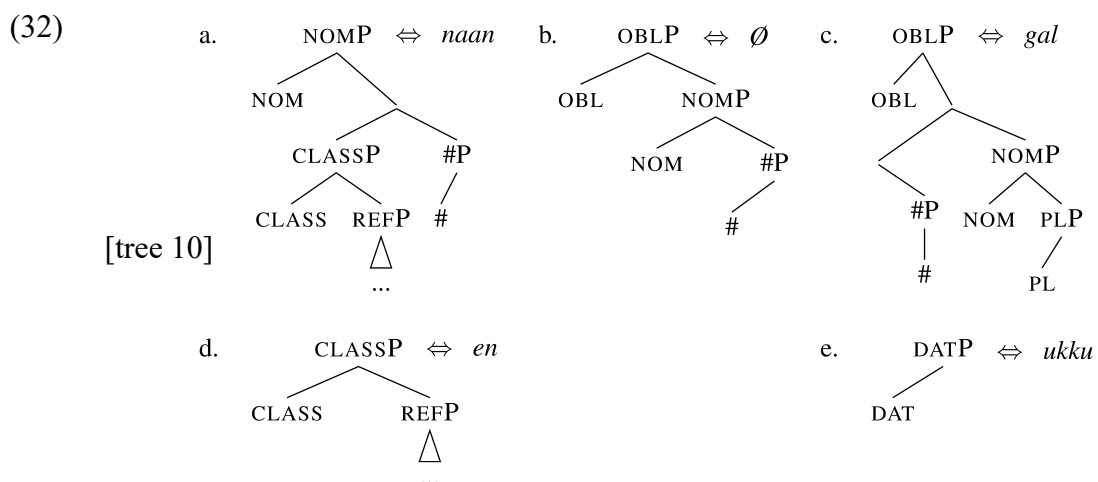 (32) a. NOMP ⇔ naan b. OBLP ⇔ Ø c. OBLP ⇔ gal
NOM OBL NOMP OBL
CLASSP #P NOM #P NOMP
CLASS REFP # # #P NOM PLP
[tree 10]
... # PL
d. CLASSP ⇔ en e. DATP ⇔ ukku
CLASS REFP DAT
...